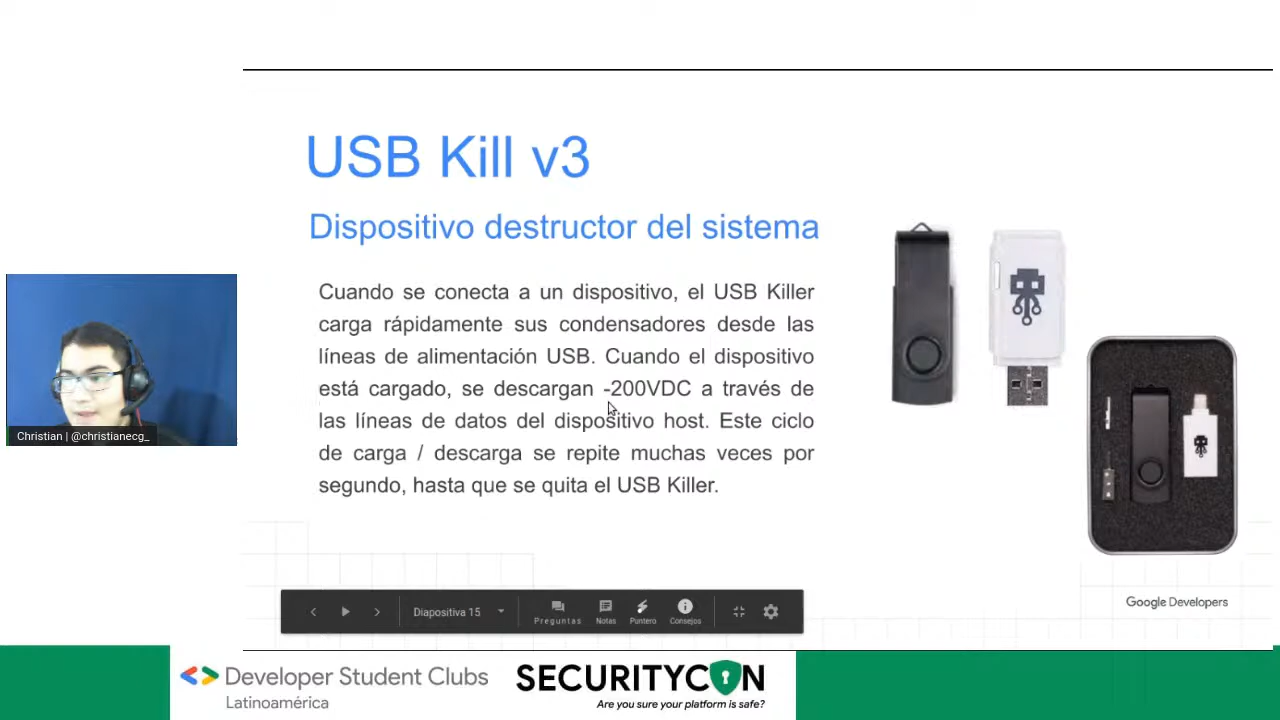 USB Kill v3
Dispositivo destructor del sistema
Cuando se conecta a un dispositivo, el USB Killer
carga rápidamente sus condensadores desde las
líneas de alimentación USB. Cuando el dispositivo
está cargado, se descargan -200VDC a través de
las líneas de datos del dispositivo host. Este ciclo
de carga / descarga se repite muchas veces por
segundo, hasta que se quita el USB Killer.
Christian | @christianecg_
Google Developers
Diapositiva 15
Preguntas
Notas
Puntero
Consejos
Developer Student Clubs
Latinoamérica
SECURITYCON
Are you sure your platform is safe?